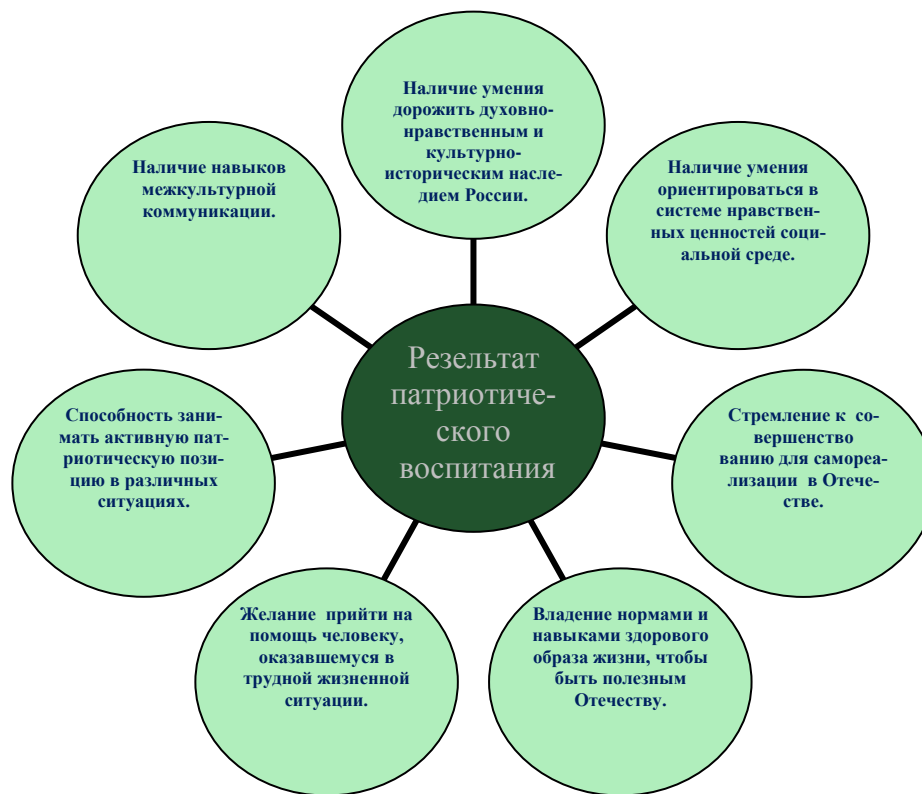 Наличие умения
дорожить духовно-
нравственным и
культурно-
историческим насле-
дием России.
Наличие умения
ориентироваться в
системе нравствен-
ных ценностей соци-
альной среде.
Стремление к  со-
вершенство
ванию для самореа-
лизации  в Отече-
стве.
Владение нормами и
навыками здорового
образа жизни, чтобы
быть полезным
Отечеству.
Желание  прийти на
помощь человеку,
оказавшемуся в
трудной жизненной
ситуации.
Способность зани-
мать активную пат-
риотическую пози-
цию в различных
ситуациях.
Наличие навыков
межкультурной
коммуникации.
Резельтат
патриотиче-
ского
воспитания